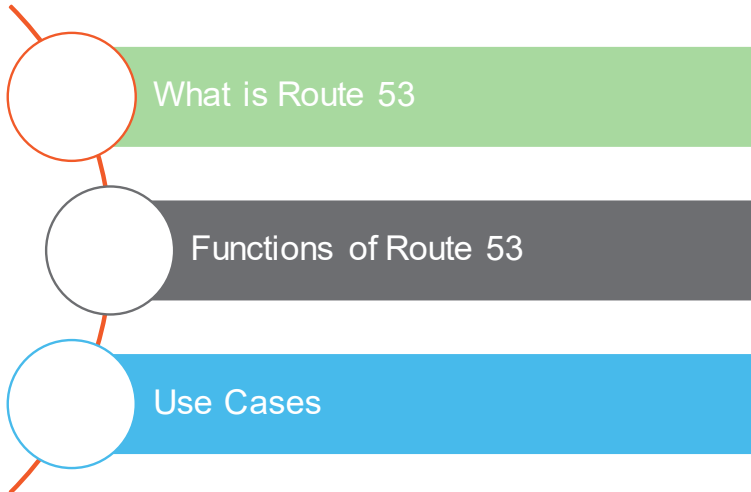 What is Route 53
Functions of Route 53
Use Cases